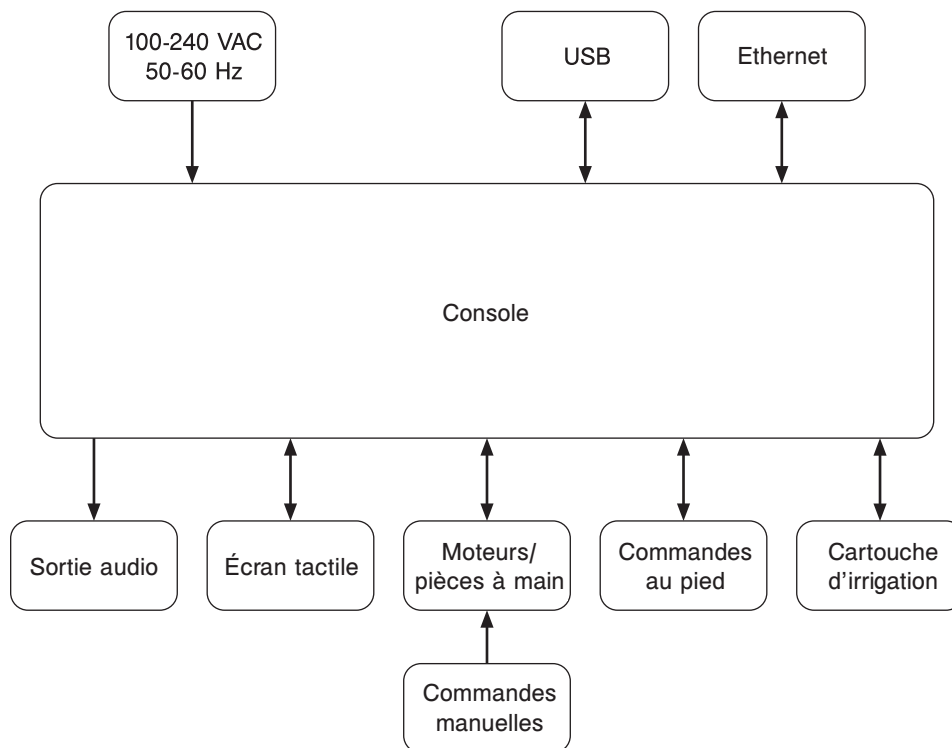 100-240 VAC
50-60 Hz
USB
Ethernet
Console
Sortie audio
Écran tactile
Moteurs/
pièces à main
Commandes
au pied
Cartouche
d'irrigation
Commandes
manuelles